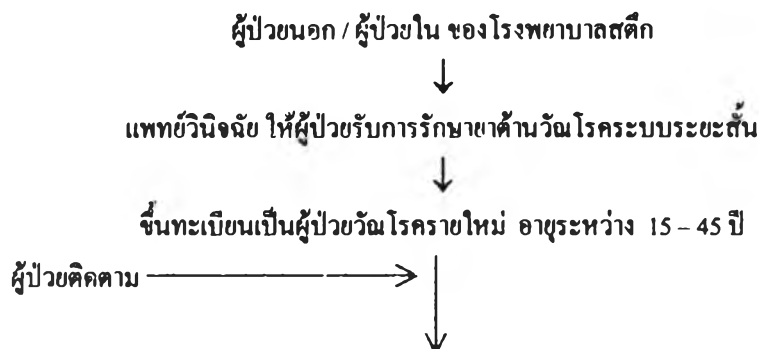 ผู้ป่วยนอก / ผู้ป่วยใน ของโรงพยาบาลสตึก
แพทย์วินิจฉัย ให้ผู้ป่วยรับการรักษายาต้านวัณโรคระบบระยะสั้น
ขึ้นทะเบียนเป็นผู้ป่วยวัณโรครายใหม่ อายุระหว่าง 15 – 45 ปี
ผู้ป่วยติดตาม